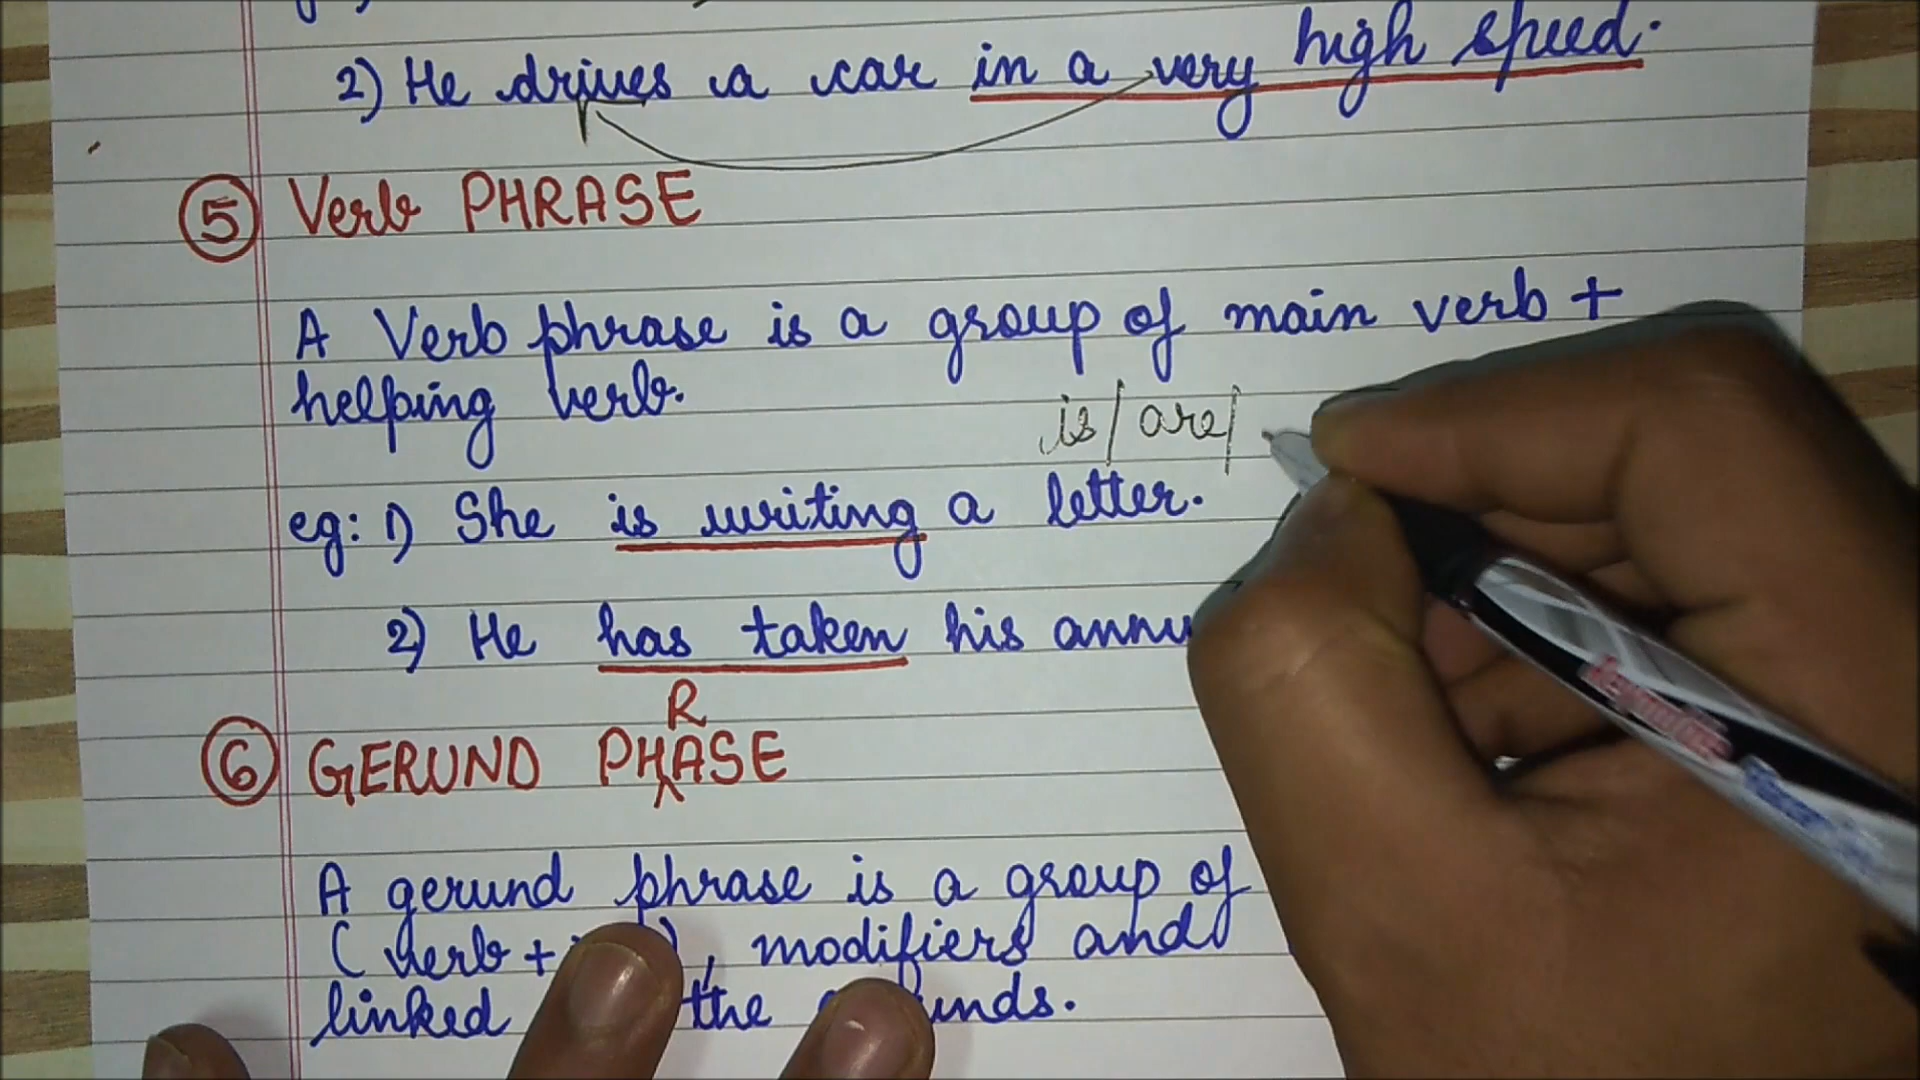 2) He drives a car in a very high speed.
5 Verb PHRASE
A Verb phrase is a group of main verb +
helping verb.
is/are/
eg: 1) She is writing a letter.
2) He has taken his
R
6 GERUND PHASE
A gerund phrase is a group of
(verb + , modifiers and
linked the